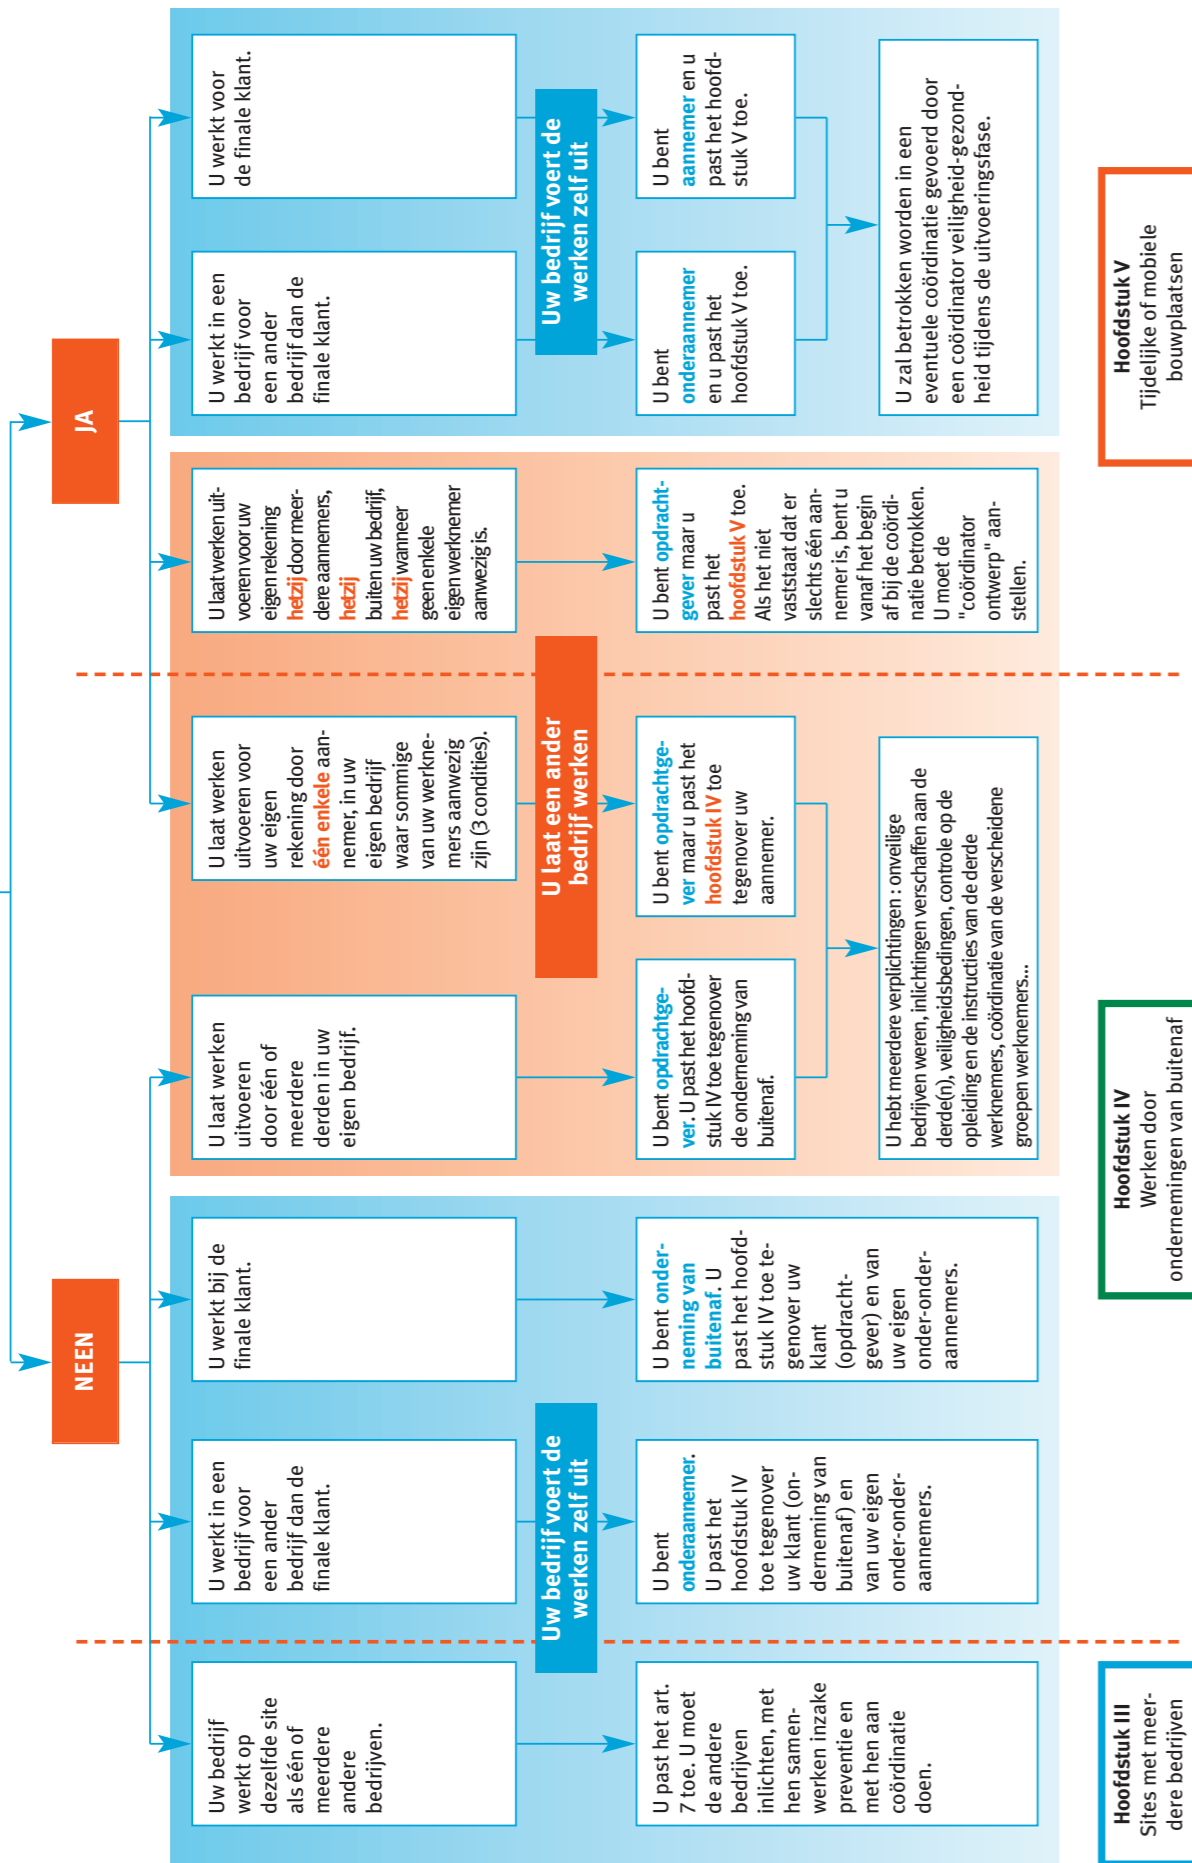 NEEN
JA
Uw bedrijf
werkt op
dezelfde site
als één of
meerdere
andere
bedrijven.
U werkt in een
bedrijf voor
een ander
bedrijf dan de
finale klant.
U werkt bij de
finale klant.
U laat werken
uitvoeren
door één of
meerdere
derden in uw
eigen bedrijf.
U laat werken
uitvoeren voor
uw eigen
rekening door
één enkele aan-
nemer, in uw
eigen bedrijf
waar sommige
van uw werkne-
mers aanwezig
zijn (3 condities).
U laat werken uit-
voeren voor uw
eigen rekening
hetzij door meer-
dere aannemers,
hetzij
buiten uw bedrijf,
hetzij wanneer
geen enkele
eigen werknemer
aanwezig is.
U werkt in een
bedrijf voor
een ander
bedrijf dan de
finale klant.
U werkt voor
de finale klant.
Uw bedrijf voert de
werken zelf uit
U laat een ander
bedrijf werken
Uw bedrijf voert de
werken zelf uit
U past het art.
7 toe. U moet
de andere
bedrijven
inlichten, met
hen samen-
werken inzake
preventie en
met hen aan
coördinatie
doen.
U bent
onderaannemer.
U past het
hoofdstuk IV
toe tegenover
uw klant (on-
derneming van
buitenaf) en
van uw eigen
onder-onder-
aannemers.
U bent onder-
neming van
buitenaf. U
past het hoofd-
stuk IV toe te-
genover uw
klant
(opdracht-
gever) en van
uw eigen
onder-onder-
aannemers.
U bent opdrachtge-
ver. U past het hoofd-
stuk IV toe tegenover
de onderneming van
buitenaf.
U bent opdrachtge-
ver maar u past het
hoofdstuk IV toe
tegenover uw
aannemer.
U bent opdracht-
gever maar u
past het
hoofdstuk V toe.
Als het niet
vaststaat dat er
slechts één aan-
nemer is, bent u
vanaf het begin
af bij de coördi-
natie betrokken.
U moet de
"coördinator
ontwerp" aan-
stellen.
U bent
onderaannemer
en u past het
hoofdstuk V toe.
U bent
aannemer en u
past het hoofd-
stuk V toe.
U hebt meerdere verplichtingen : onveilige
bedrijven weren, inlichtingen verschaffen aan de
derde(n), veiligheidsbedingen, controle op de
opleiding en de instructies van de derde
werknemers, coördinatie van de verscheidene
groepen werknemers...
U zal betrokken worden in een
eventuele coördinatie gevoerd door
een coördinator veiligheid-gezond-
heid tijdens de uitvoeringsfase.
Hoofdstuk III
Sites met meer-
dere bedrijven
Hoofdstuk IV
Werken door
ondernemingen van buitenaf
Hoofdstuk V
Tijdelijke of mobiele
bouwplaatsen